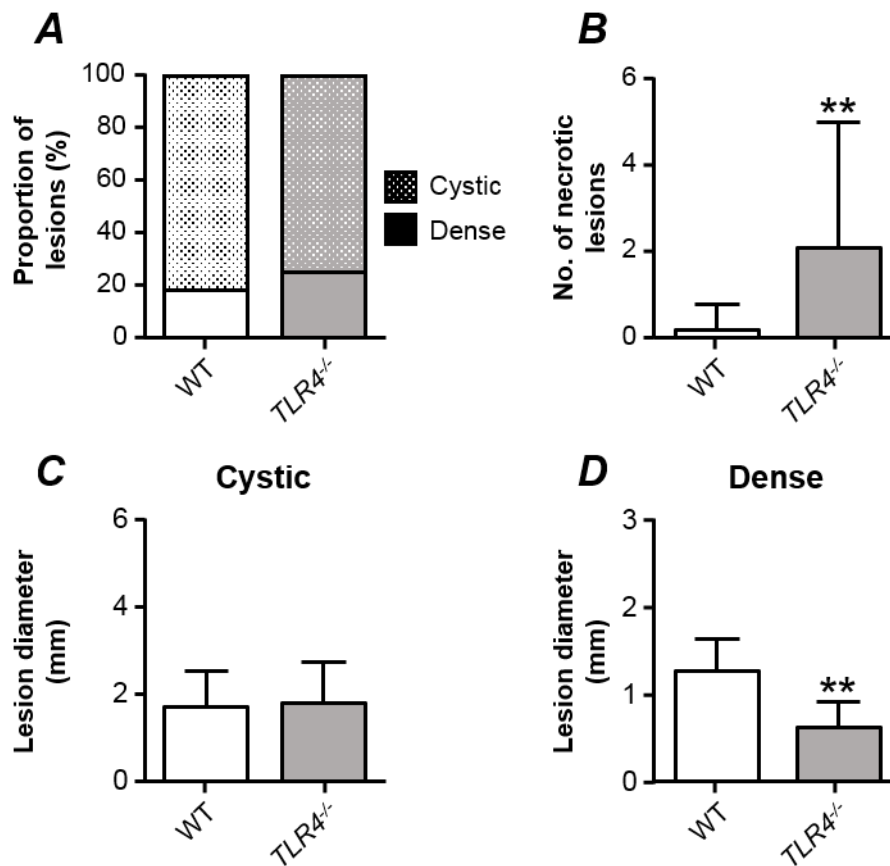 A
Proportion of
lesions (%)
100
80
60
40
20
0
WT
TLR4-/-
Cystic
Dense
B
No. of necrotic
lesions
6
4
2
0
**
WT
TLR4-/-
C
Cystic
Lesion diameter
(mm)
6
4
2
0
WT
TLR4-/-
D
Dense
Lesion diameter
(mm)
3
2
1
0
**
WT
TLR4-/-